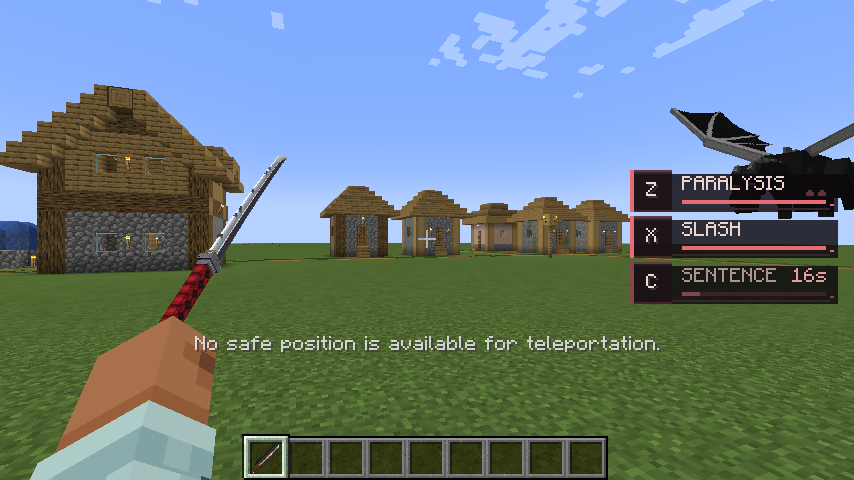 Z PARALYSIS
X SLASH
C SENTENCE 16s
No safe position is available for teleportation.